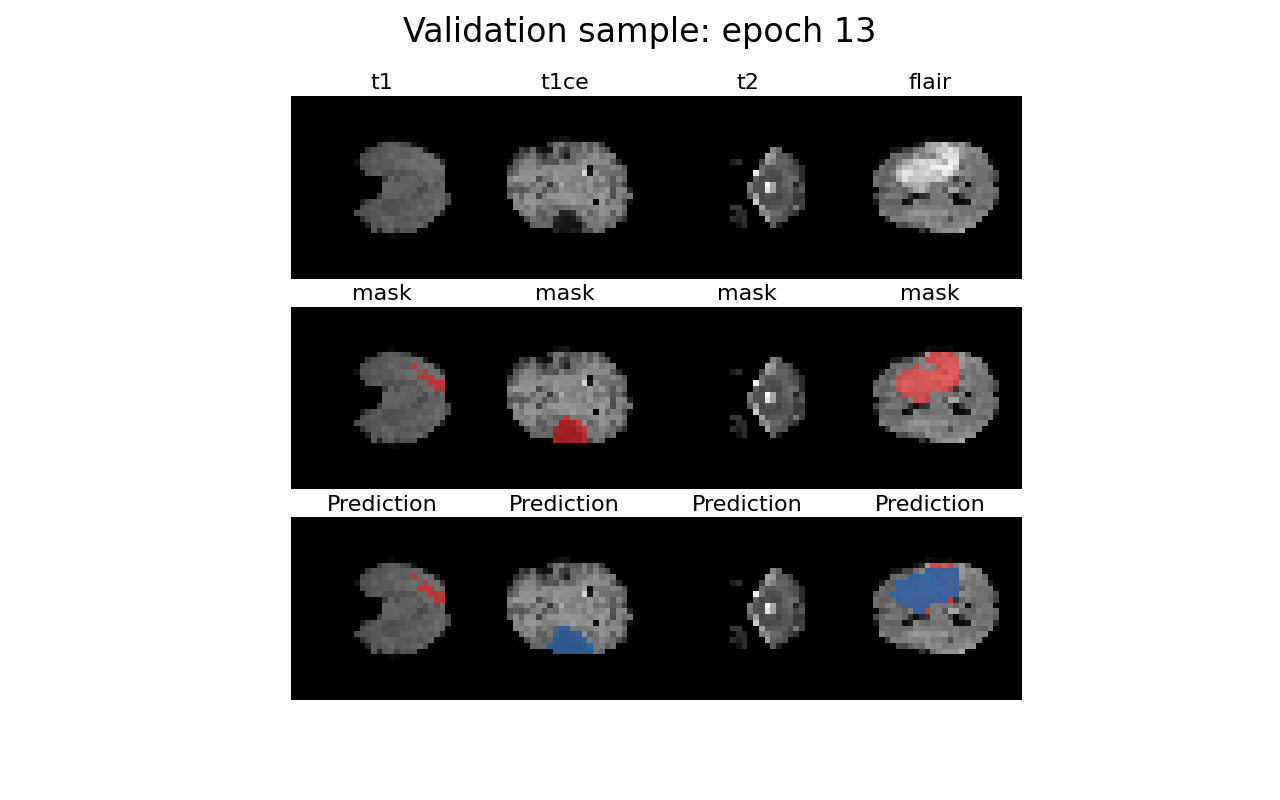 Validation sample: epoch 13
t1 t1ce t2 flair
mask mask mask mask
Prediction Prediction Prediction Prediction